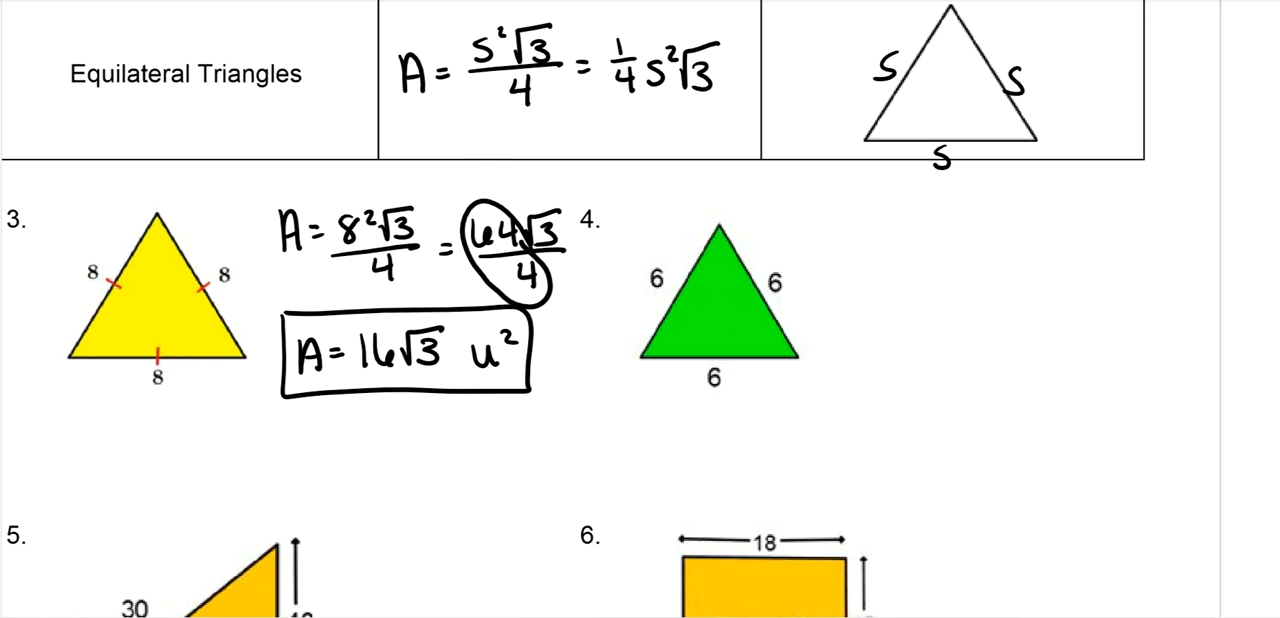 Equilateral Triangles
A = s²√3/4 = 1/4 s²√3
s
s
s
3.
8
8
8
A = 8²√3/4 = 64√3/4
A = 16√3 u²
4.
6
6
6
5.
30
6.
18